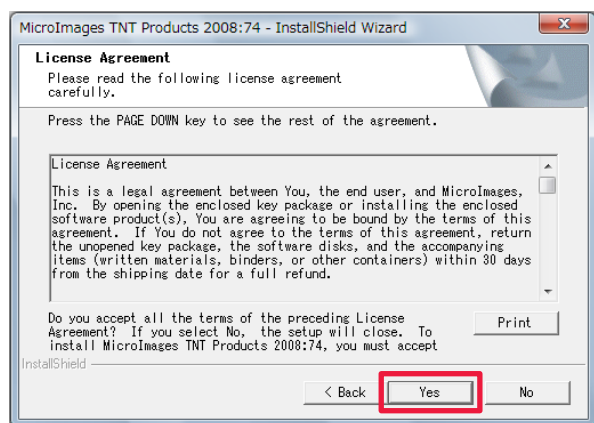 MicroImages TNT Products 2008:74 - InstallShield Wizard
License Agreement
Please read the following license agreement
carefully.
Press the PAGE DOWN key to see the rest of the agreement.
License Agreement
This is a legal agreement between You, the end user, and MicroImages,
Inc.  By opening the enclosed key package or installing the enclosed
software product(s), You are agreeing to be bound by the terms of this
agreement.  If You do not agree to the terms of this agreement, return
the unopened key package, the software disks, and the accompanying
items (written materials, binders, or other containers) within 30 days
from the shipping date for a full refund.
Do you accept all the terms of the preceding License
Agreement?  If you select No,  the setup will close.  To
install MicroImages TNT Products 2008:74, you must accept
Print
InstallShield
< Back
Yes
No